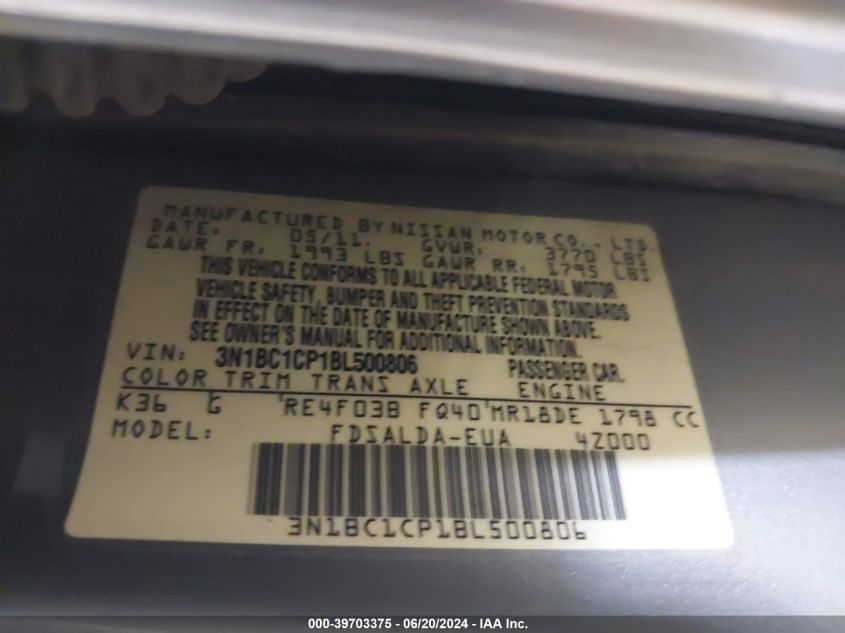 MANUFACTURED BY NISSAN MOTOR CO., LTD.
DATE: 05/11. GVWR: 3770 LBS
GAWR FR: 1993 LBS GAWR RR: 1795 LBS
THIS VEHICLE CONFORMS TO ALL APPLICABLE FEDERAL MOTOR
VEHICLE SAFETY, BUMPER AND THEFT PREVENTION STANDARDS
IN EFFECT ON THE DATE OF MANUFACTURE SHOWN ABOVE.
SEE OWNER'S MANUAL FOR ADDITIONAL INFORMATION.
VIN: 3N1BC1CP1BL500806 PASSENGER CAR.
COLOR TRIM TRANS AXLE ENGINE
K36 G RE4F03B FQ40 MR18DE 1798 CC
MODEL: FDSALDA-EUA 4Z000
3N1BC1CP1BL500806
000-39703375 - 06/20/2024 - IAA Inc.